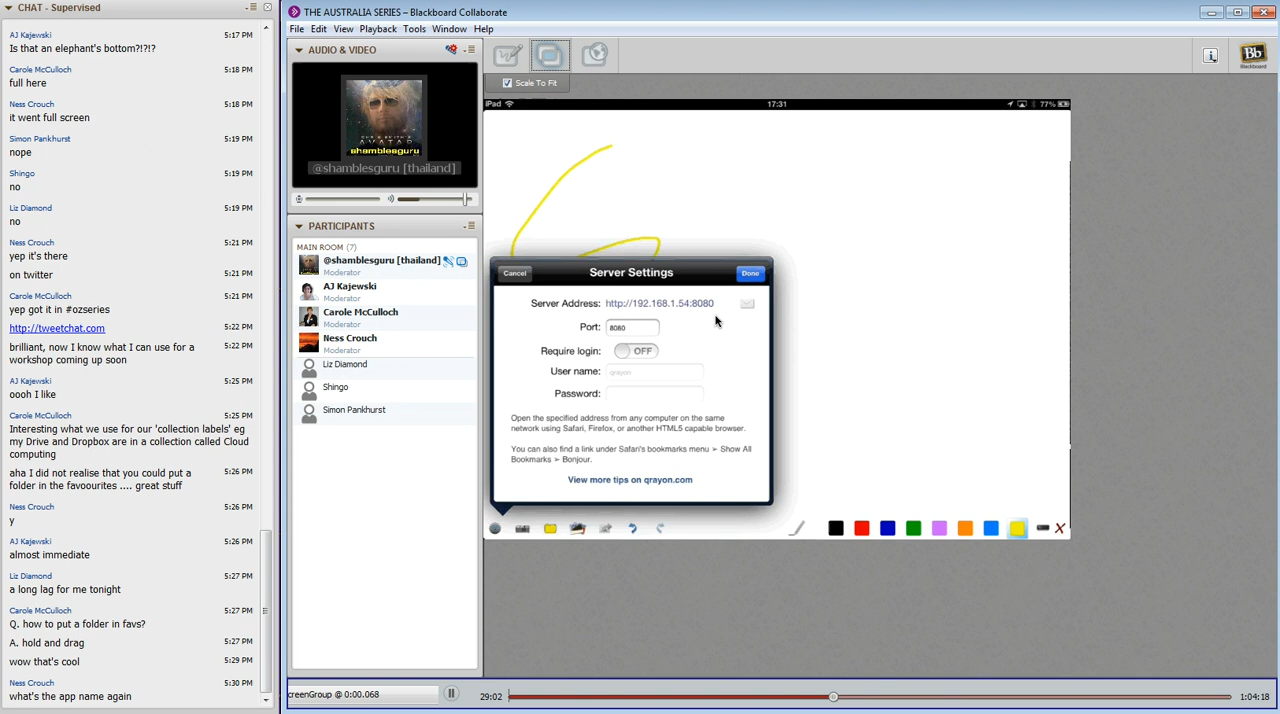 CHAT - Supervised
AJ Kajewski 5:17 PM
Is that an elephant's bottom?!?!?
Carole McCulloch 5:18 PM
full here
Ness Crouch 5:18 PM
it went full screen
Simon Pankhurst 5:19 PM
nope
Shingo 5:19 PM
no
Liz Diamond 5:19 PM
no
Ness Crouch 5:21 PM
yep it's there
on twitter 5:21 PM
Carole McCulloch 5:21 PM
yep got it in #ozseries
http://tweetchat.com 5:22 PM
brilliant, now I know what I can use for a 5:22 PM
workshop coming up soon
AJ Kajewski 5:25 PM
oooh I like
Carole McCulloch 5:25 PM
Interesting what we use for our 'collection labels' eg
my Drive and Dropbox are in a collection called Cloud
computing
aha I did not realise that you could put a 5:26 PM
folder in the favoourites .... great stuff
Ness Crouch 5:26 PM
y
AJ Kajewski 5:26 PM
almost immediate
Liz Diamond 5:27 PM
a long lag for me tonight
Carole McCulloch 5:27 PM
Q. how to put a folder in favs?
A. hold and drag 5:27 PM
wow that's cool 5:29 PM
Ness Crouch 5:30 PM
what's the app name again
THE AUSTRALIA SERIES – Blackboard Collaborate
File Edit View Playback Tools Window Help
AUDIO & VIDEO
AVATAR
shamblesguru
@shamblesguru [thailand]
PARTICIPANTS
MAIN ROOM (7)
@shamblesguru [thailand]
Moderator
AJ Kajewski
Moderator
Carole McCulloch
Moderator
Ness Crouch
Moderator
Liz Diamond
Shingo
Simon Pankhurst
Scale To Fit
Bb
Blackboard
iPad 17:31 77%
Cancel Server Settings Done
Server Address: http://192.168.1.54:8080
Port: 8080
Require login: OFF
User name: qrayon
Password:
Open the specified address from any computer on the same
network using Safari, Firefox, or another HTML5 capable browser.
You can also find a link under Safari's bookmarks menu ➢ Show All
Bookmarks ➢ Bonjour.
View more tips on qrayon.com
creenGroup @ 0:00.068
29:02 1:04:18